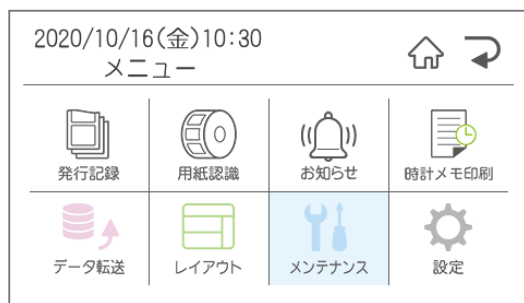 2020/10/16(金)10:30
メニュー
発行記録
用紙認識
お知らせ
時計メモ印刷
データ転送
レイアウト
メンテナンス
設定